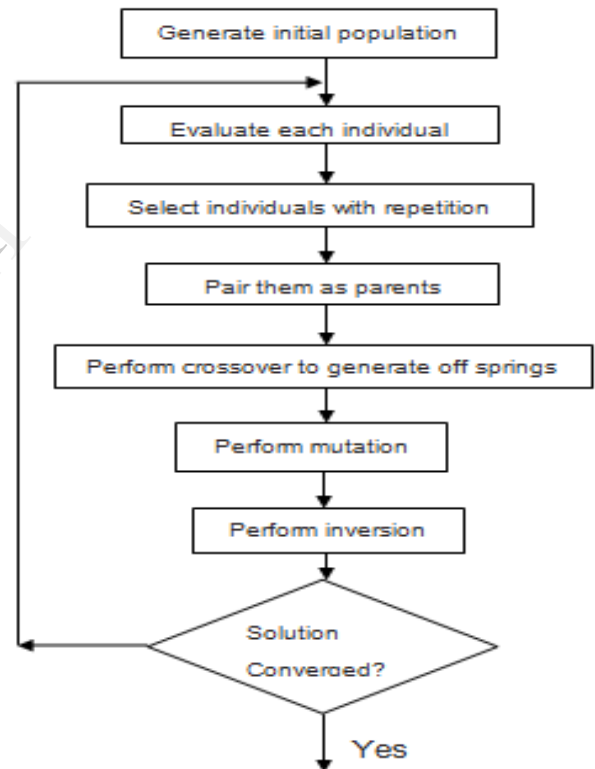 Generate initial population
Evaluate each individual
Select individuals with repetition
Pair them as parents
Perform crossover to generate off springs
Perform mutation
Perform inversion
Solution
Converged?
Yes